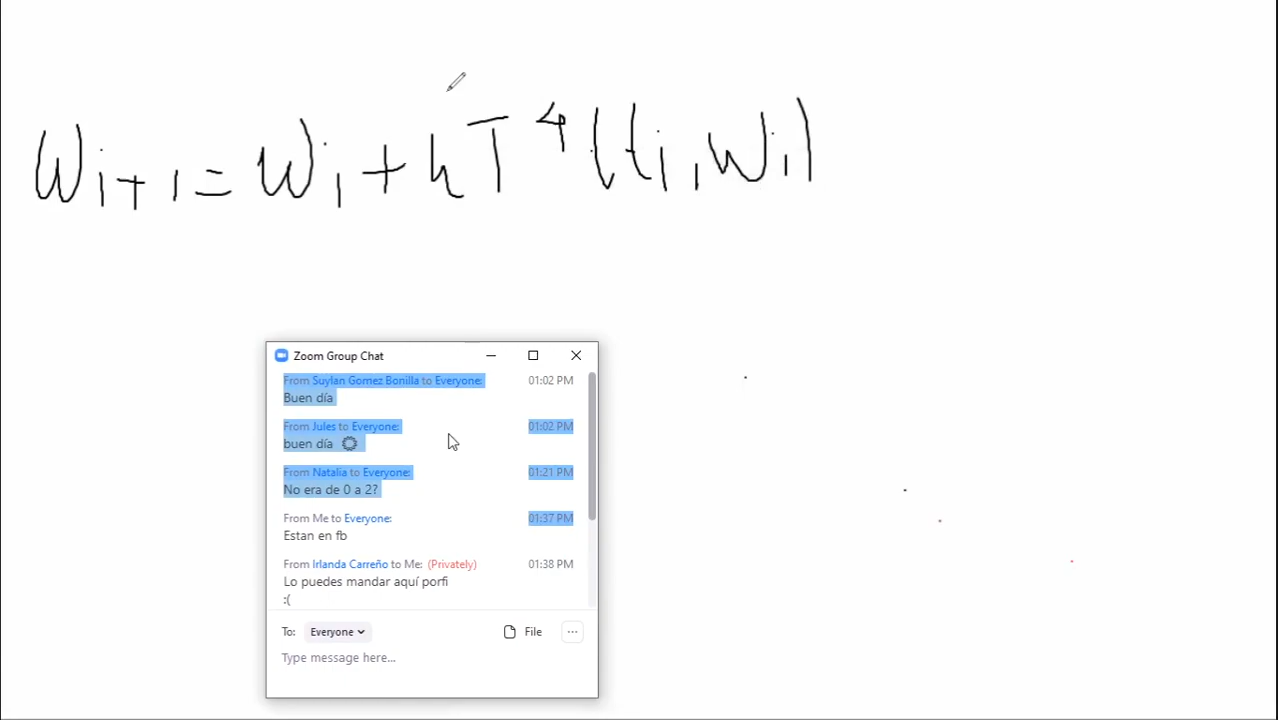 Wi+1 = Wi + hT⁴(ti, Wi)
Zoom Group Chat
From Suylan Gomez Bonilla to Everyone: 01:02 PM
Buen día
From Jules to Everyone: 01:02 PM
buen día
From Natalia to Everyone: 01:21 PM
No era de 0 a 2?
From Me to Everyone: 01:37 PM
Estan en fb
From Irlanda Carreño to Me: (Privately) 01:38 PM
Lo puedes mandar aquí porfi
:(
To: Everyone File ...
Type message here...